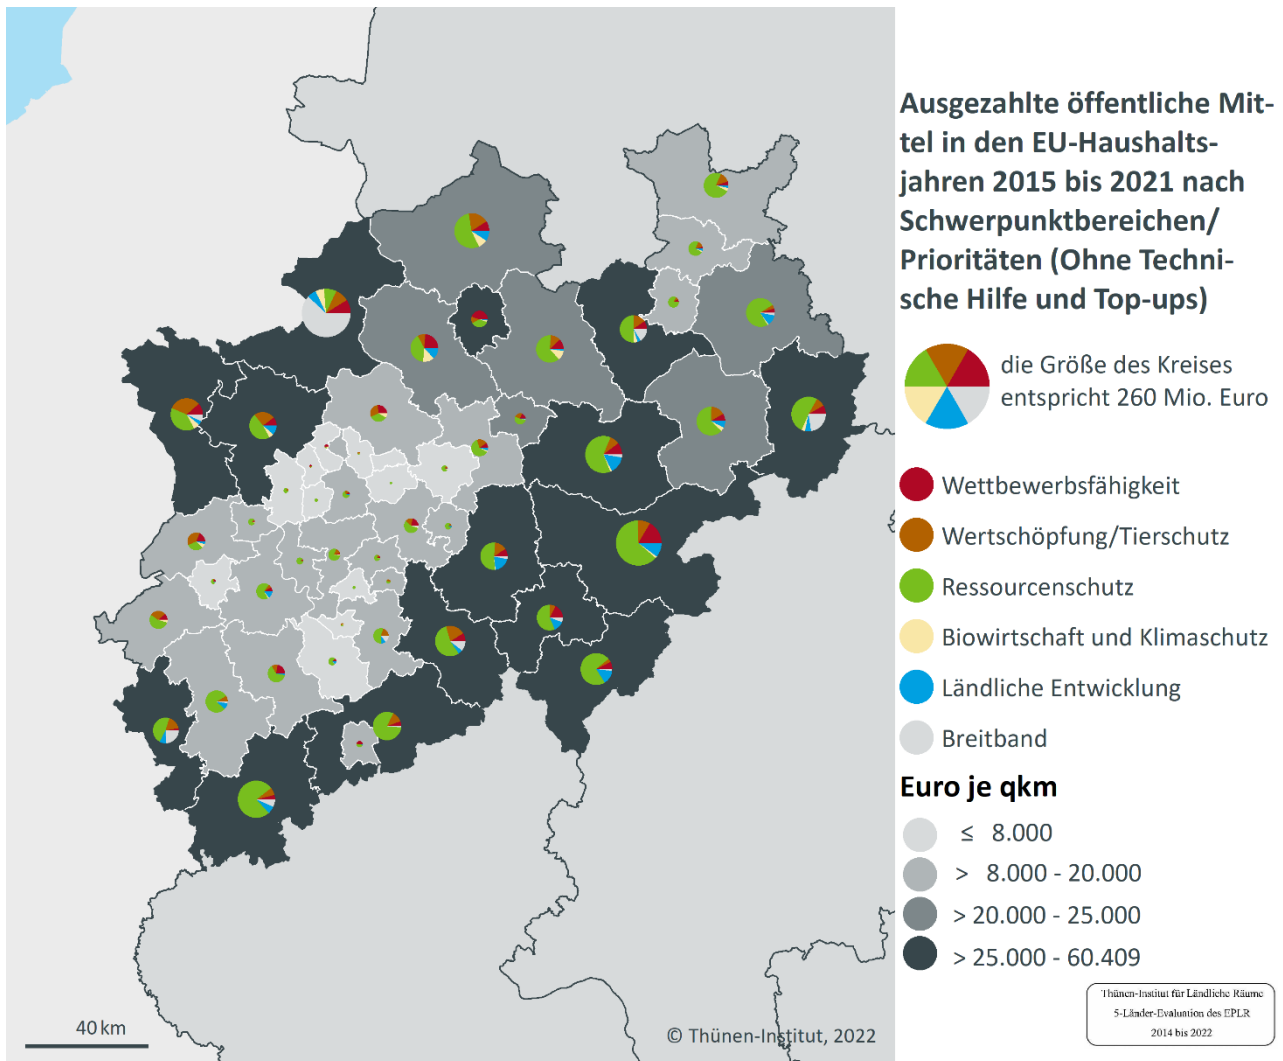 Ausgezahlte öffentliche Mit-
tel in den EU-Haushalts-
jahren 2015 bis 2021 nach
Schwerpunktbereichen/
Prioritäten (Ohne Techni-
sche Hilfe und Top-ups)
die Größe des Kreises
entspricht 260 Mio. Euro
Wettbewerbsfähigkeit
Wertschöpfung/Tierschutz
Ressourcenschutz
Biowirtschaft und Klimaschutz
Ländliche Entwicklung
Breitband
Euro je qkm
≤ 8.000
> 8.000 - 20.000
> 20.000 - 25.000
> 25.000 - 60.409
Thünen-Institut für Ländliche Räume
5-Länder-Evaluation des EPLR
2014 bis 2022
40 km
© Thünen-Institut, 2022